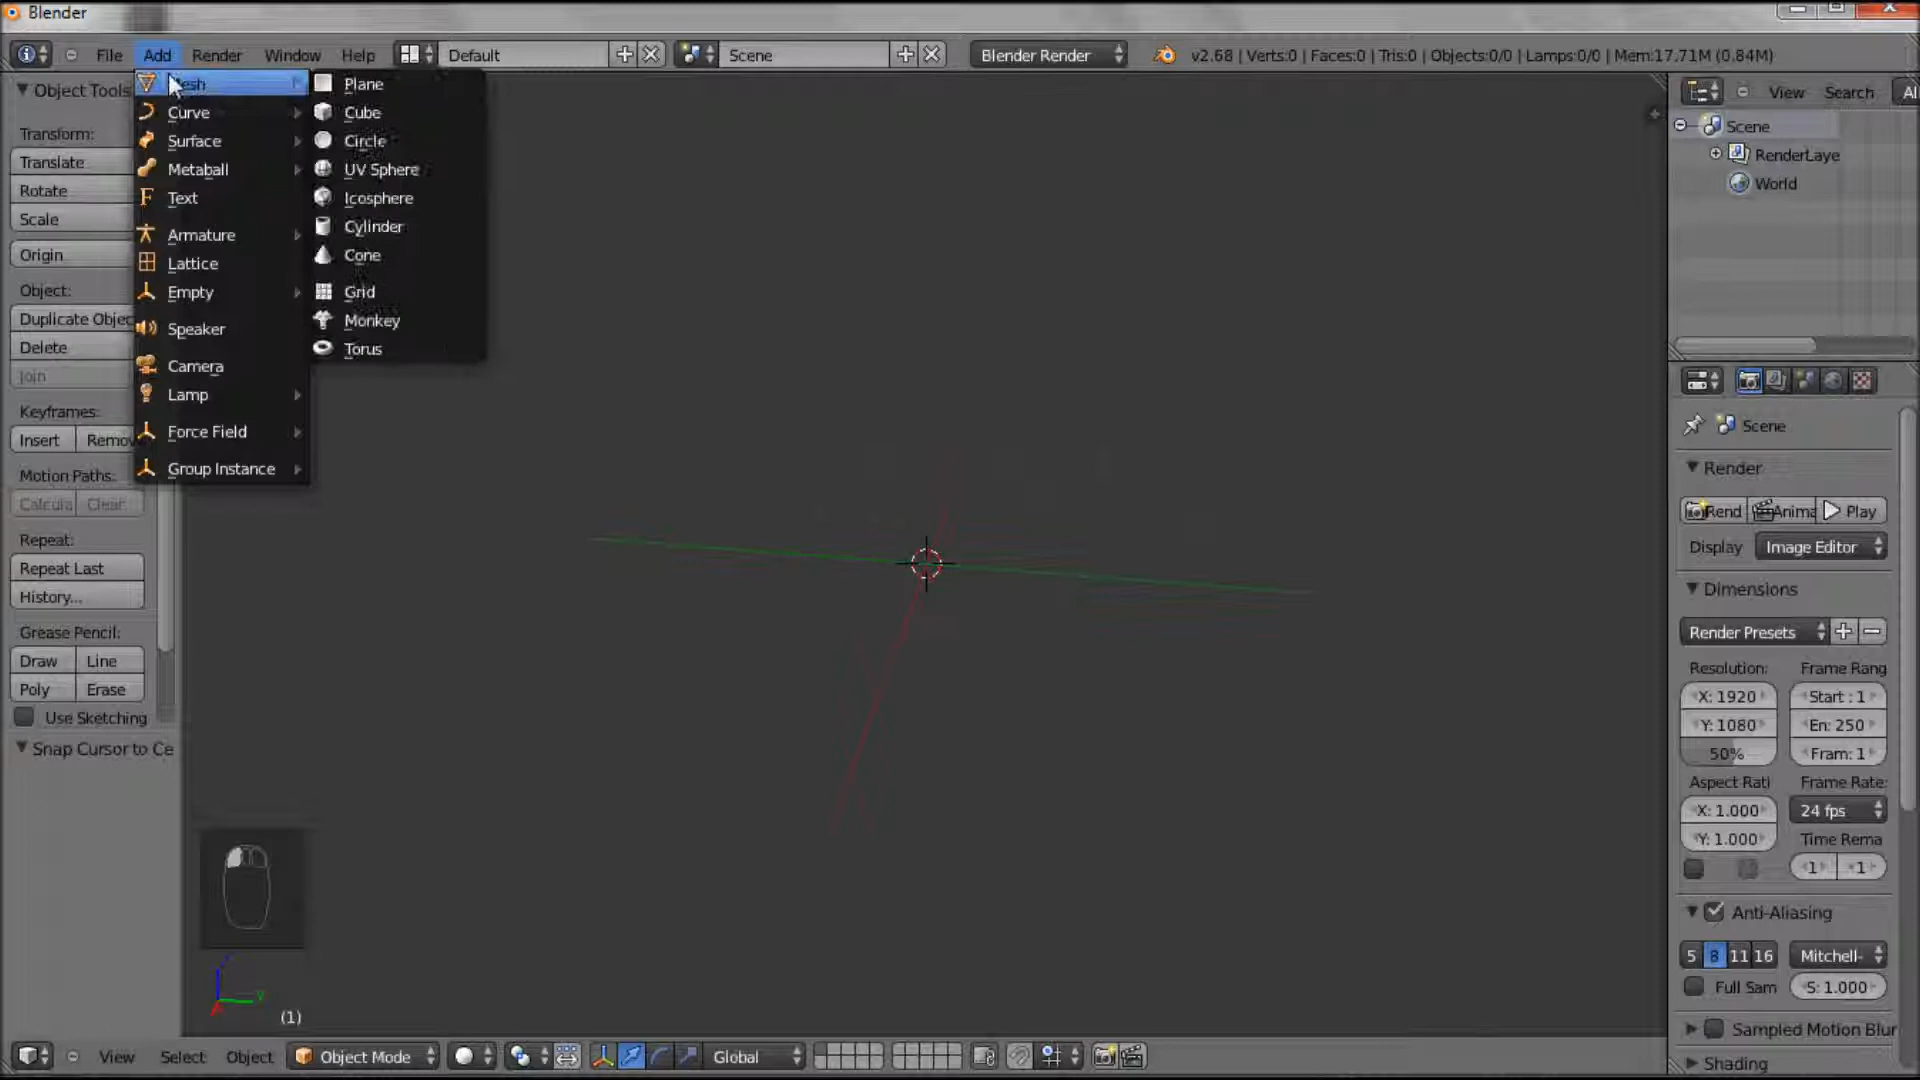 Blender
File Add Render Window Help Default Scene Blender Render v2.68 | Verts:0 | Faces:0 | Tris:0 | Objects:0/0 | Lamps:0/0 | Mem:17.71M (0.84M)
Object Tools
Transform:
Translate
Rotate
Scale
Origin
Object:
Duplicate Objec
Delete
Join
Keyframes:
Insert Remov
Motion Paths:
Calcula Clear
Repeat:
Repeat Last
History...
Grease Pencil:
Draw Line
Poly Erase
Use Sketching
Snap Cursor to Ce
Curve
Surface
Metaball
Text
Armature
Lattice
Empty
Speaker
Camera
Lamp
Force Field
Group Instance
Plane
Cube
Circle
UV Sphere
Icosphere
Cylinder
Cone
Grid
Monkey
Torus
(1)
View Select Object Object Mode Global
View Search All
Scene
RenderLaye
World
Scene
Render
Rend Anima Play
Display Image Editor
Dimensions
Render Presets
Resolution: Frame Rang
X: 1920 Start : 1
Y: 1080 En: 250
50% Fram: 1
Aspect Rati Frame Rate:
X: 1.000 24 fps
Y: 1.000 Time Rema
1 1
Anti-Aliasing
5 8 11 16 Mitchell-
Full Sam S: 1.000
Sampled Motion Blur
Shading